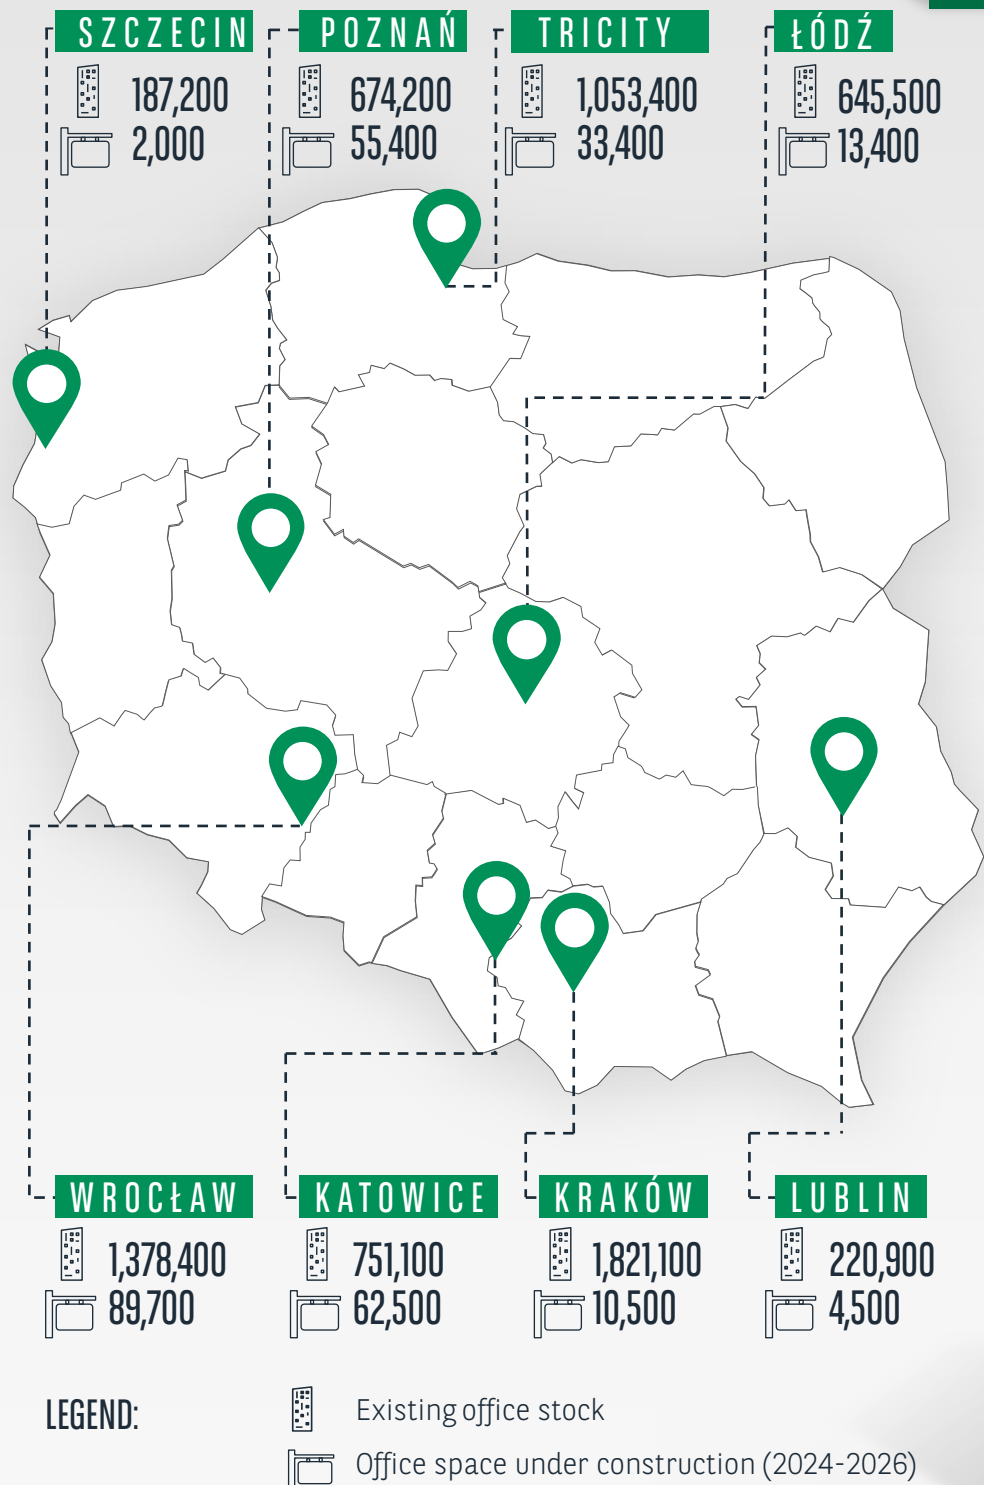 SZCZECIN
187,200
2,000
POZNAŃ
674,200
55,400
TRICITY
1,053,400
33,400
ŁÓDŹ
645,500
13,400
WROCŁAW
1,378,400
89,700
KATOWICE
751,100
62,500
KRAKÓW
1,821,100
10,500
LUBLIN
220,900
4,500
LEGEND:
Existing office stock
Office space under construction (2024-2026)